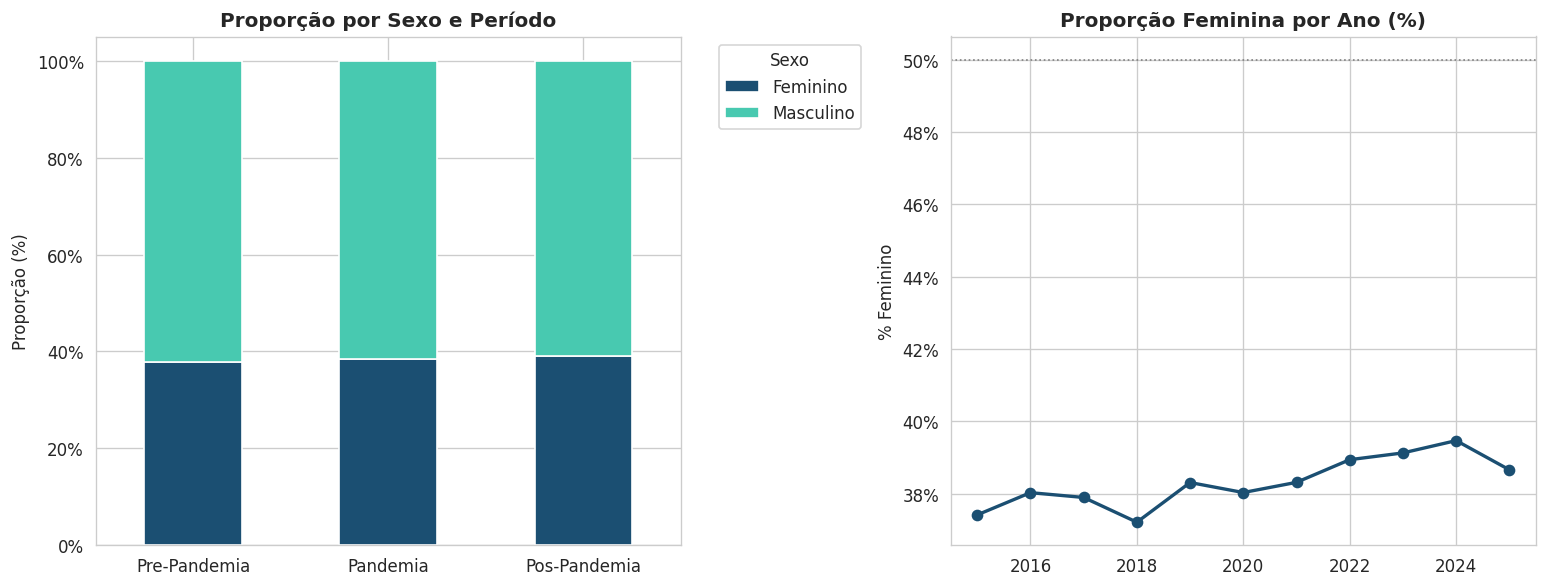 Proporção por Sexo e Período
Proporção (%)
100%
80%
60%
40%
20%
0%
Pre-Pandemia
Pandemia
Pos-Pandemia
Sexo
Feminino
Masculino
Proporção Feminina por Ano (%)
% Feminino
50%
48%
46%
44%
42%
40%
38%
2016
2018
2020
2022
2024